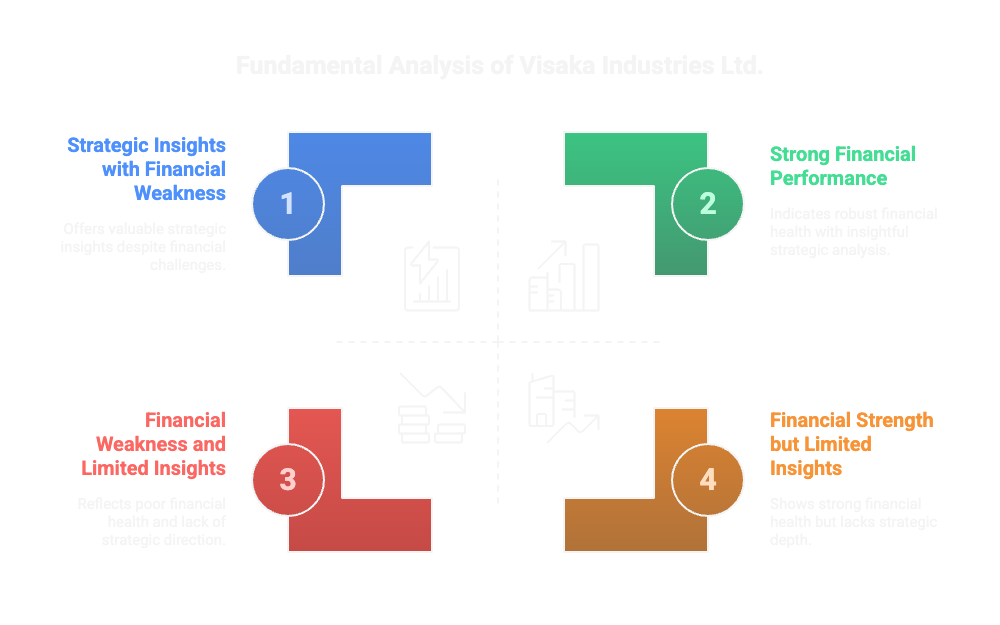 Fundamental Analysis of Visaka Industries Ltd.
Strategic Insights
with Financial
Weakness
Offers valuable strategic
insights despite financial
challenges.
1
2
Strong Financial
Performance
Indicates robust financial
health with insightful
strategic analysis.
Financial
Weakness and
Limited Insights
Reflects poor financial
health and lack of
strategic direction.
3
4
Financial Strength
but Limited
Insights
Shows strong financial
health but lacks strategic
depth.